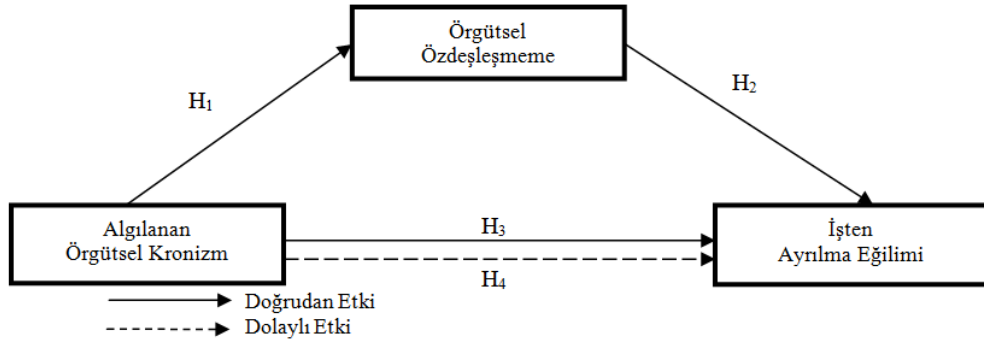 Örgütsel
Özdeşleşmeme
H₁
H₂
Algılanan
Örgütsel Kronizm
H₃
H₄
İşten
Ayrılma Eğilimi
Doğrudan Etki
Dolaylı Etki